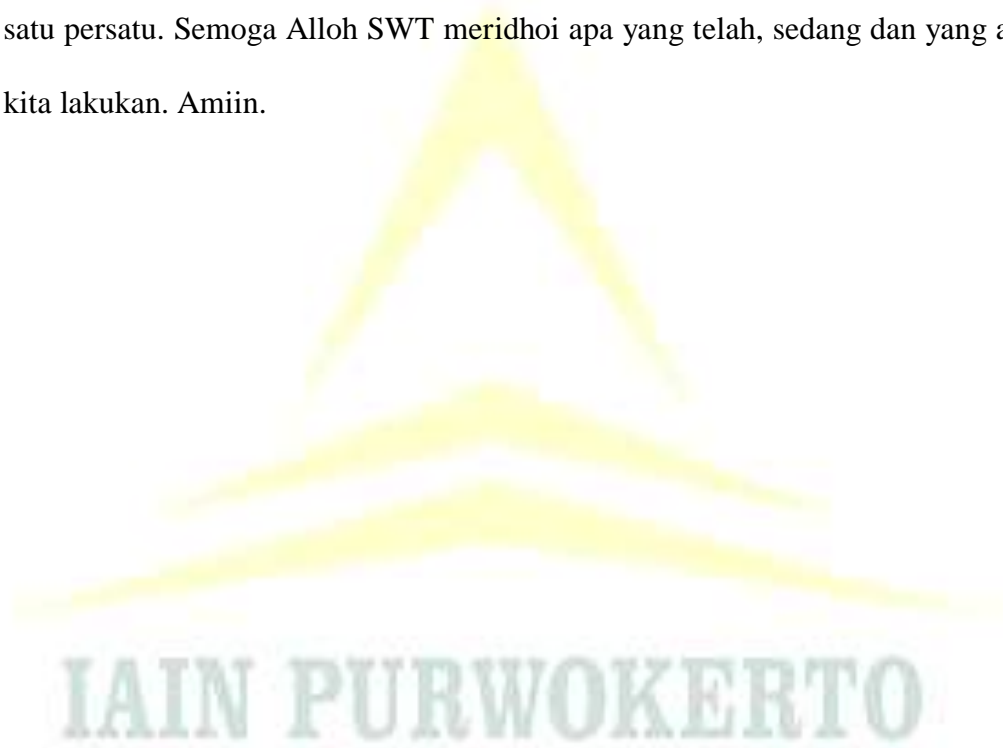 satu persatu. Semoga Alloh SWT meridhoi apa yang telah, sedang dan yang
kita lakukan. Amiin.
IAIN PURWOKERTO